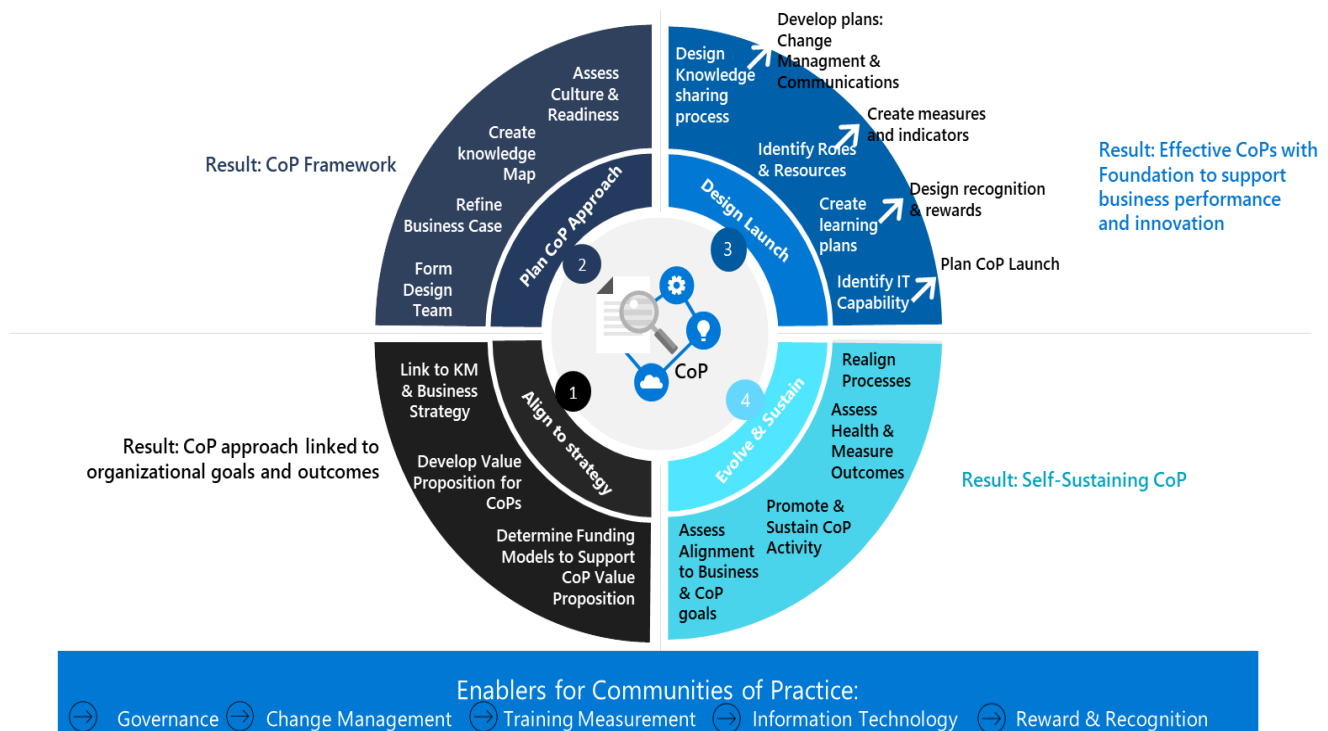 Develop plans:
Change
Managment &
Communications
Design
Knowledge
sharing
process
Assess
Culture &
Readiness
Create measures
and indicators
Create
knowledge
Map
Identify Roles
& Resources
Result: CoP Framework
Result: Effective CoPs with
Foundation to support
business performance
and innovation
Plan CoP Approach
Design Launch
Design recognition
& rewards
Refine
Business Case
Create
learning
plans
2
3
Form
Design
Team
Plan CoP Launch
Identify IT
Capability
CoP
Link to KM
& Business
Strategy
1
4
Realign
Processes
Align to strategy
Evolve & Sustain
Assess
Health &
Measure
Outcomes
Result: CoP approach linked to
organizational goals and outcomes
Develop Value
Proposition for
CoPs
Result: Self-Sustaining CoP
Promote &
Sustain CoP
Activity
Determine Funding
Models to Support
CoP Value
Proposition
Assess
Alignment
to Business
& CoP
goals
Enablers for Communities of Practice:
Governance Change Management Training Measurement Information Technology Reward & Recognition